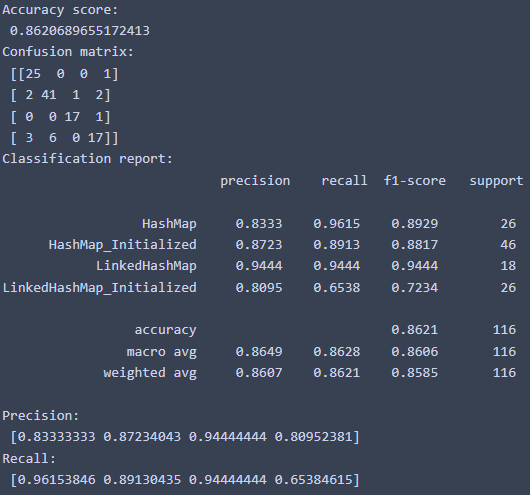 Accuracy score:
0.8620689655172413
Confusion matrix:
[[25 0 0 1]
[ 2 41 1 2]
[ 0 0 17 1]
[ 3 6 0 17]]
Classification report:
precision recall f1-score support
HashMap 0.8333 0.9615 0.8929 26
HashMap_Initialized 0.8723 0.8913 0.8817 46
LinkedHashMap 0.9444 0.9444 0.9444 18
LinkedHashMap_Initialized 0.8095 0.6538 0.7234 26
accuracy 0.8621 116
macro avg 0.8649 0.8628 0.8606 116
weighted avg 0.8607 0.8621 0.8585 116
Precision:
[0.83333333 0.87234043 0.94444444 0.80952381]
Recall:
[0.96153846 0.89130435 0.94444444 0.65384615]